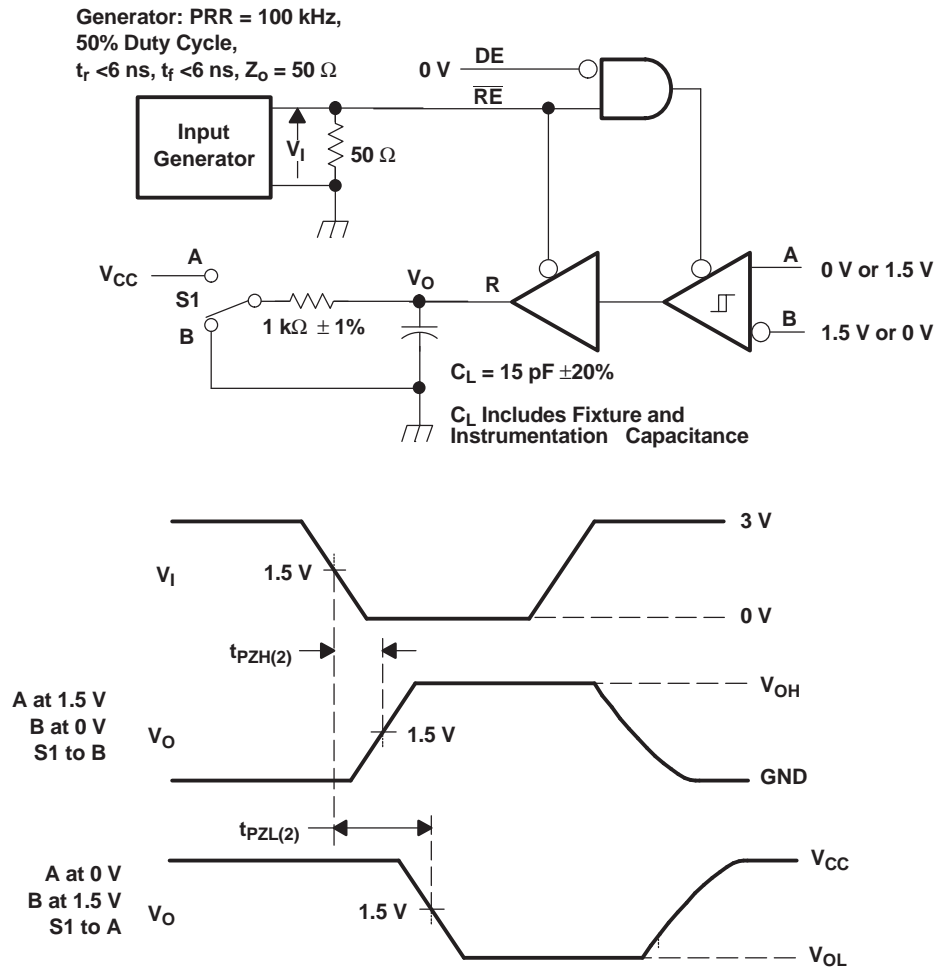 Generator: PRR = 100 kHz,
50% Duty Cycle,
tr <6 ns, tf <6 ns, Zo = 50 Ω
Input
Generator
VI
50 Ω
0 V
DE
R̅E̅
VCC
A
S1
B
1 kΩ ± 1%
VO
R
CL = 15 pF ±20%
CL Includes Fixture and
Instrumentation Capacitance
A
0 V or 1.5 V
B
1.5 V or 0 V
VI
1.5 V
3 V
0 V
tPZH(2)
A at 1.5 V
B at 0 V
S1 to B
VO
1.5 V
VOH
GND
tPZL(2)
A at 0 V
B at 1.5 V
S1 to A
VO
1.5 V
VCC
VOL